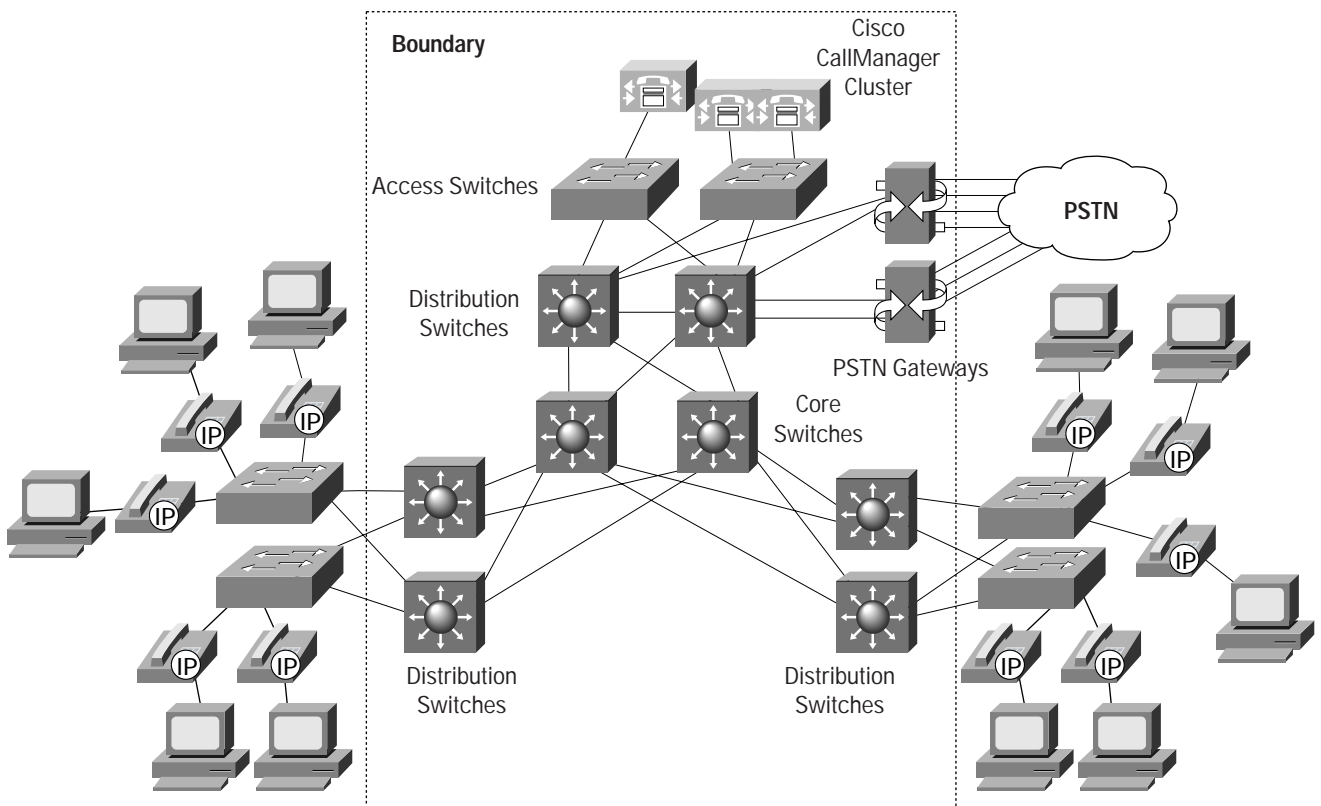 Boundary
Cisco
CallManager
Cluster
Access Switches
PSTN
Distribution
Switches
PSTN Gateways
Core
Switches
IP
IP
IP
IP
IP
IP
IP
IP
IP
IP
Distribution
Switches
Distribution
Switches